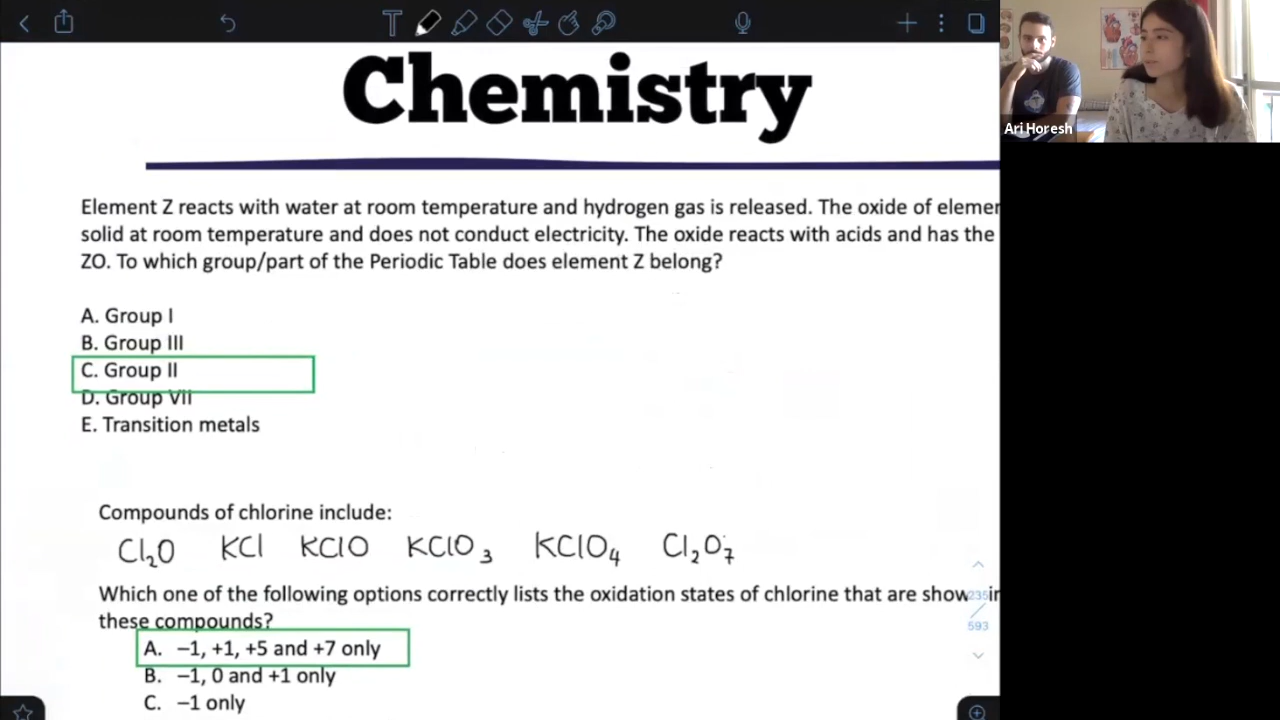 Chemistry
Ari Horesh
Element Z reacts with water at room temperature and hydrogen gas is released. The oxide of elemer
solid at room temperature and does not conduct electricity. The oxide reacts with acids and has the
ZO. To which group/part of the Periodic Table does element Z belong?
A. Group I
B. Group III
C. Group II
D. Group VII
E. Transition metals
Compounds of chlorine include:
Cl₂O KCl KClO KClO₃ KClO₄ Cl₂O₇
Which one of the following options correctly lists the oxidation states of chlorine that are show in
these compounds?
235
593
A. –1, +1, +5 and +7 only
B. –1, 0 and +1 only
C. –1 only